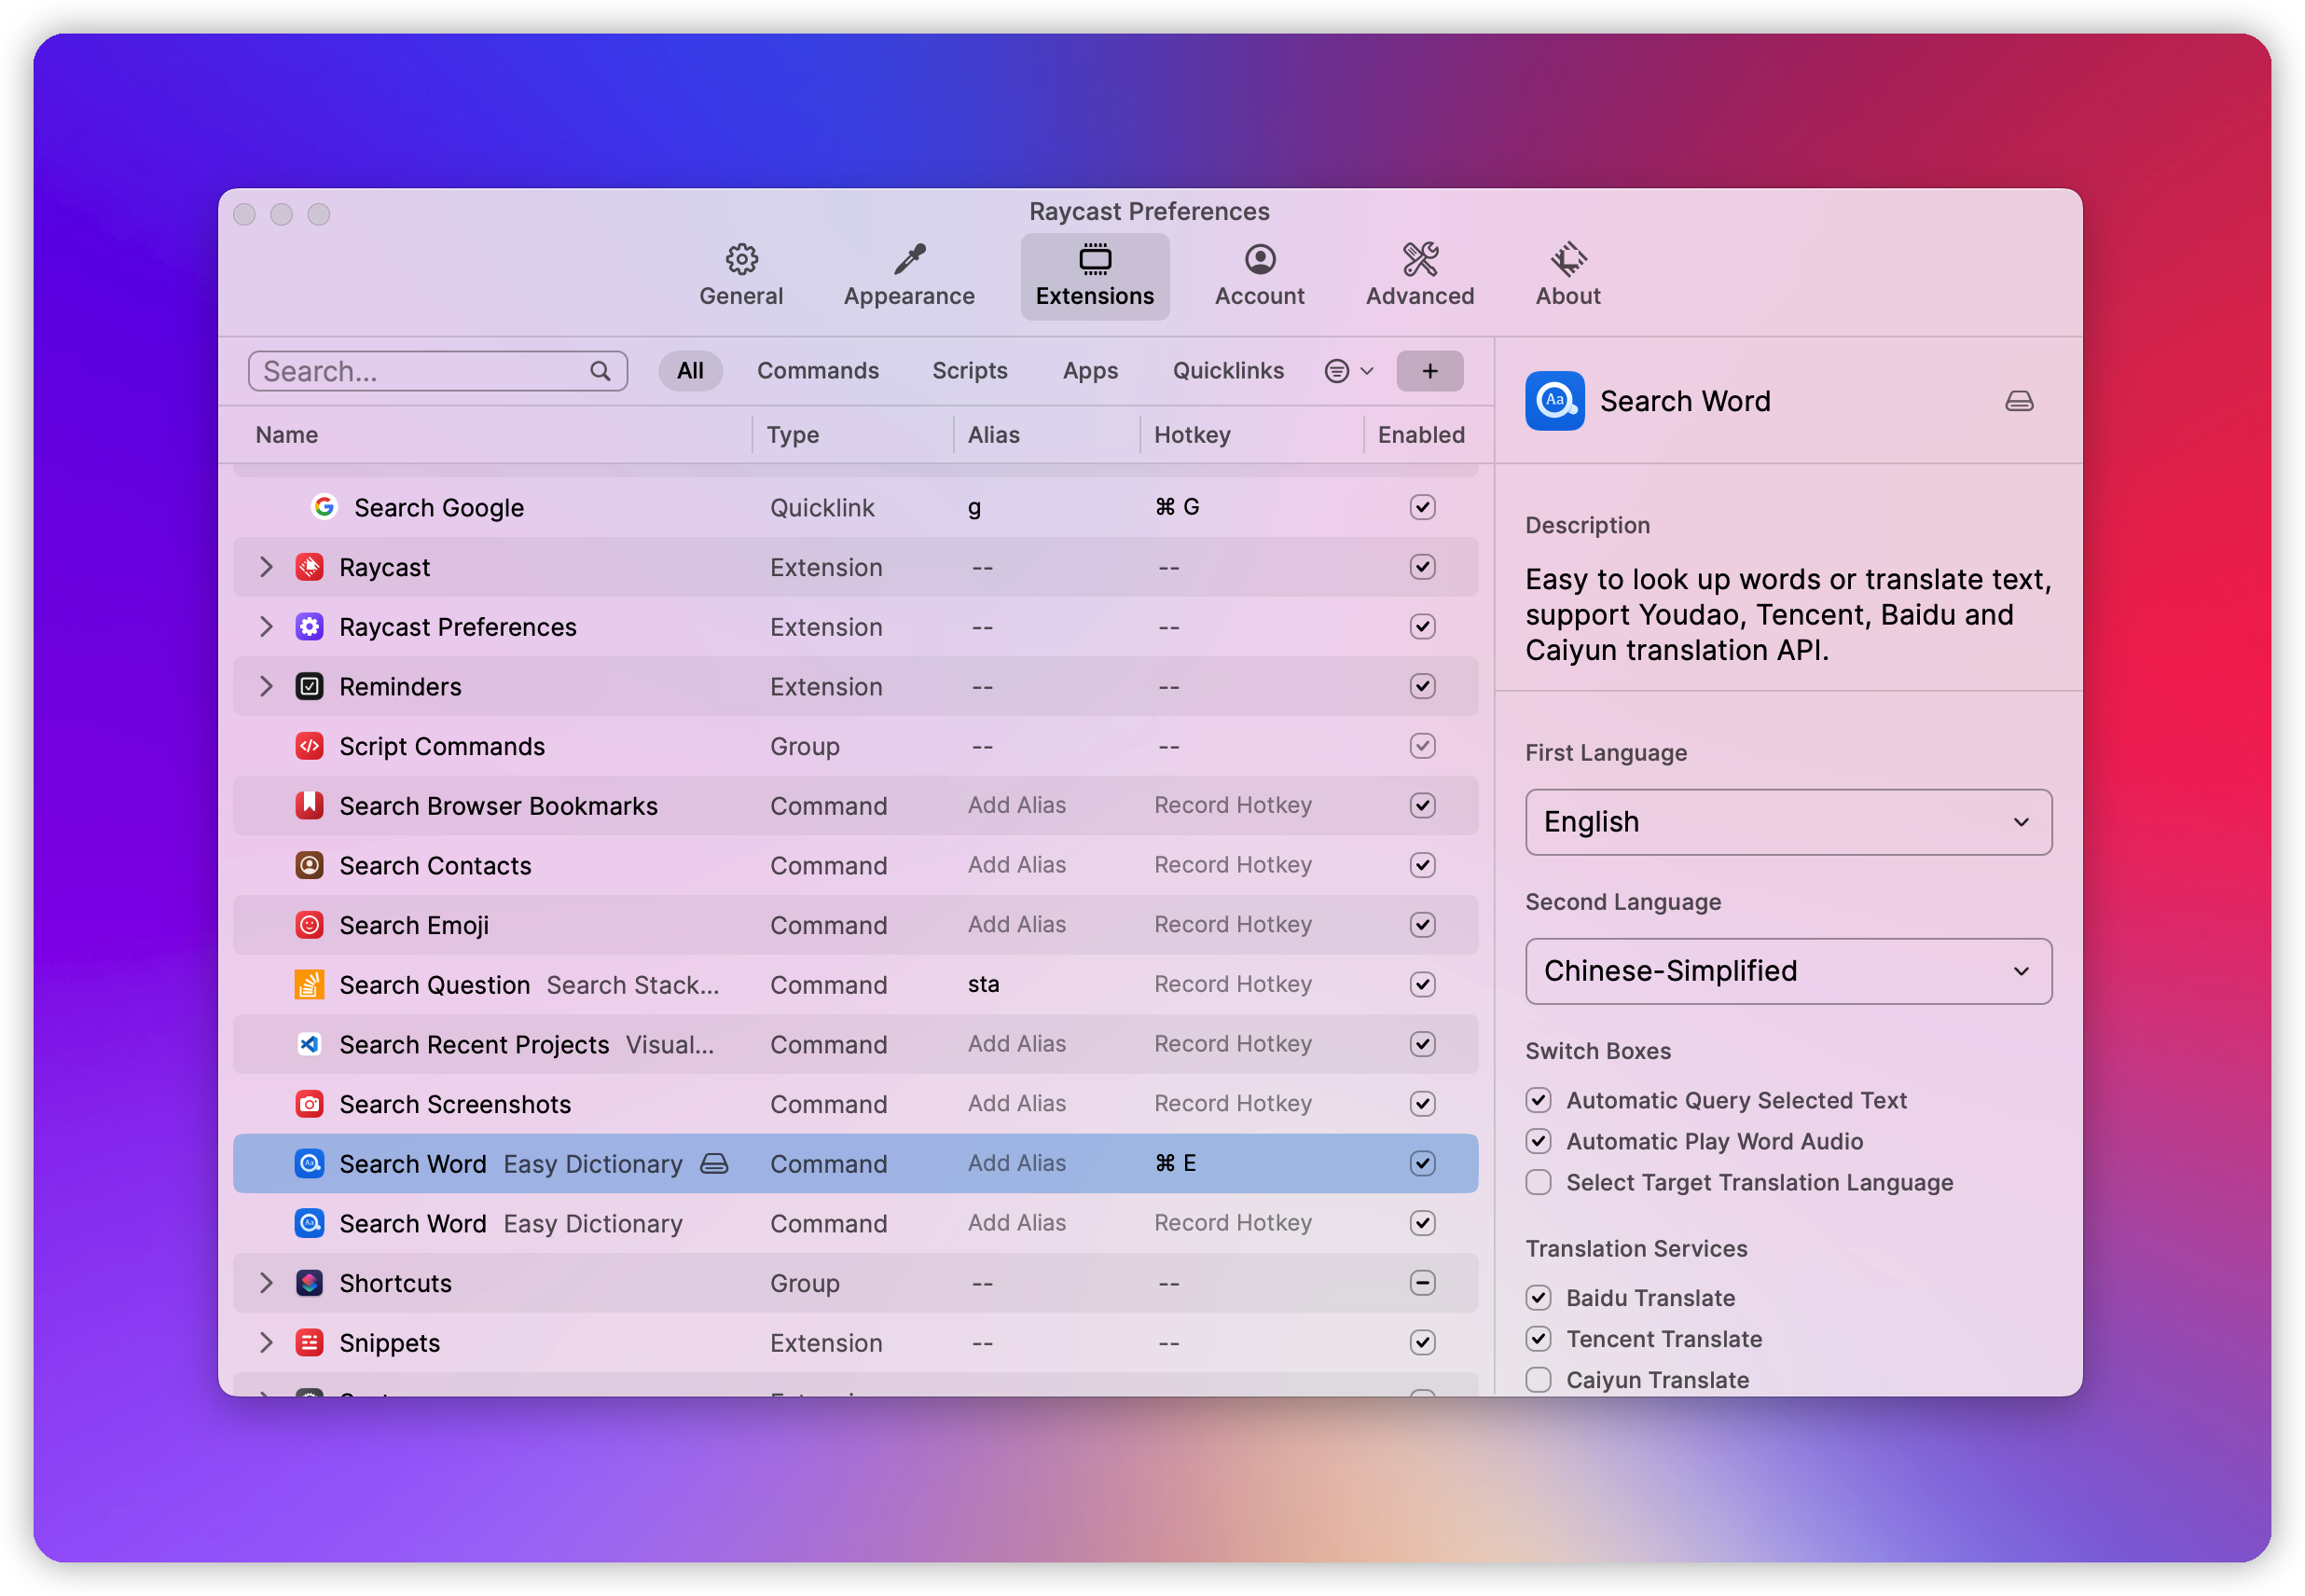 Raycast Preferences
General
Appearance
Extensions
Account
Advanced
About
Search...
All
Commands
Scripts
Apps
Quicklinks
+
Name Type Alias Hotkey Enabled
Search Google Quicklink g ⌘ G
Raycast Extension -- --
Raycast Preferences Extension -- --
Reminders Extension -- --
Script Commands Group -- --
Search Browser Bookmarks Command Add Alias Record Hotkey
Search Contacts Command Add Alias Record Hotkey
Search Emoji Command Add Alias Record Hotkey
Search Question Search Stack... Command sta Record Hotkey
Search Recent Projects Visual... Command Add Alias Record Hotkey
Search Screenshots Command Add Alias Record Hotkey
Search Word Easy Dictionary Command Add Alias ⌘ E
Search Word Easy Dictionary Command Add Alias Record Hotkey
Shortcuts Group -- --
Snippets Extension -- --
Aa Search Word
Description
Easy to look up words or translate text,
support Youdao, Tencent, Baidu and
Caiyun translation API.
First Language
English
Second Language
Chinese-Simplified
Switch Boxes
Automatic Query Selected Text
Automatic Play Word Audio
Select Target Translation Language
Translation Services
Baidu Translate
Tencent Translate
Caiyun Translate